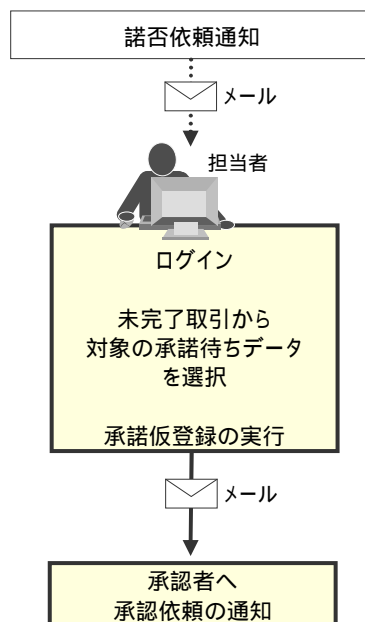 諾否依頼通知
メール
担当者
ログイン
未完了取引から
対象の承諾待ちデータ
を選択
承諾仮登録の実行
メール
承認者へ
承認依頼の通知